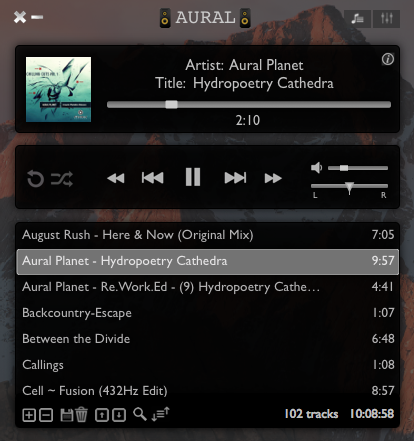 AURAL
Artist: Aural Planet
Title: Hypropoetry Cathedra
2:10
L R
August Rush - Here & Now (Original Mix) 7:05
Aural Planet - Hydropoetry Cathedra 9:57
Aural Planet - Re.Work.Ed - (9) Hydropoetry Cathe... 4:41
Backcountry-Escape 1:07
Between the Divide 6:48
Callings 1:08
Cell ~ Fusion (432Hz Edit) 8:57
102 tracks 10:08:58